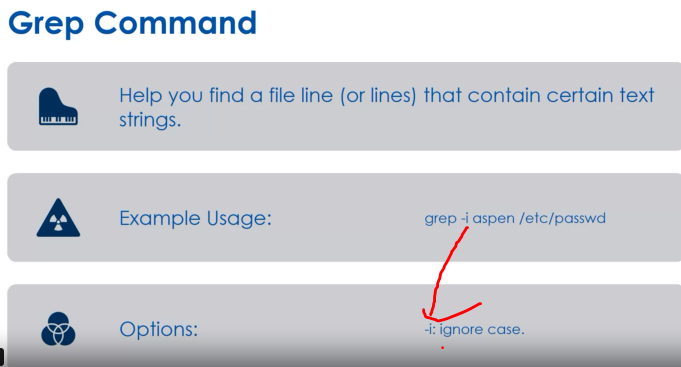 Grep Command
Help you find a file line (or lines) that contain certain text
strings.
Example Usage:
grep -i aspen /etc/passwd
Options:
-i: ignore case.